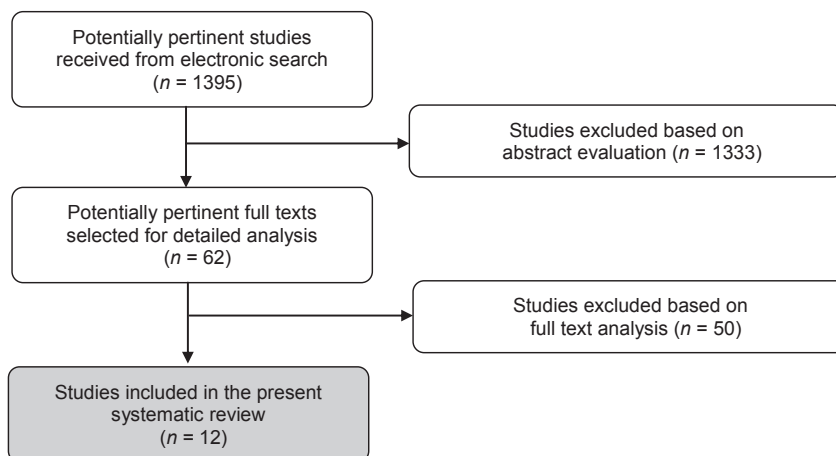 Potentially pertinent studies
received from electronic search
(n = 1395)
Studies excluded based on
abstract evaluation (n = 1333)
Potentially pertinent full texts
selected for detailed analysis
(n = 62)
Studies excluded based on
full text analysis (n = 50)
Studies included in the present
systematic review
(n = 12)